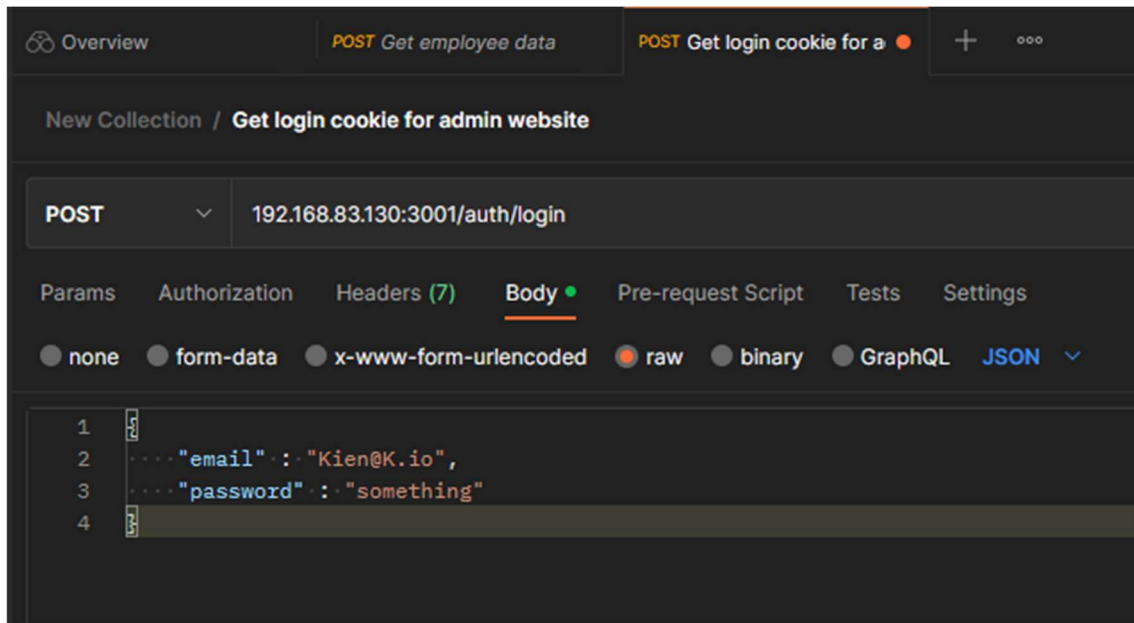 Overview POST Get employee data POST Get login cookie for a
New Collection / Get login cookie for admin website
POST 192.168.83.130:3001/auth/login
Params Authorization Headers (7) Body Pre-request Script Tests Settings
none form-data x-www-form-urlencoded raw binary GraphQL JSON
1 {
2 "email" : "Kien@K.io",
3 "password" : "something"
4 }